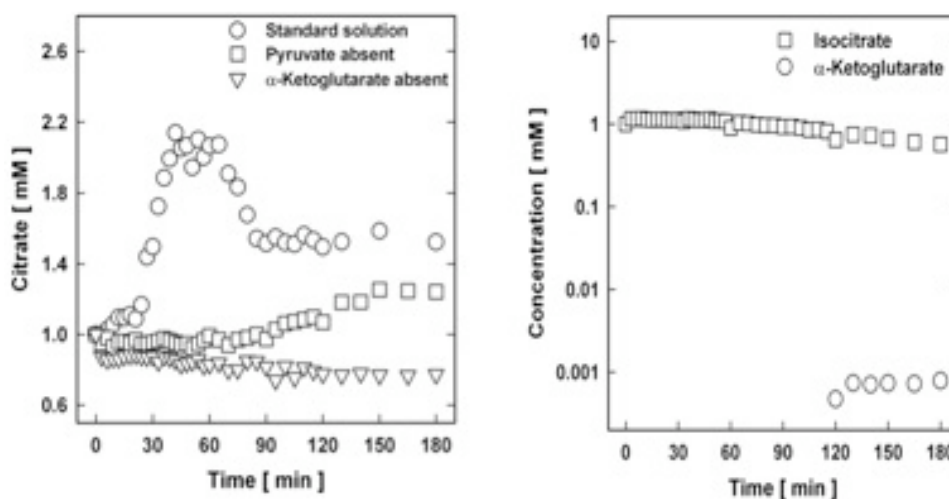 Standard solution
Pyruvate absent
α-Ketoglutarate absent
2.6
2.2
1.8
1.4
1.0
0.6
Citrate [ mM ]
0 30 60 90 120 150 180
Time [ min ]
Isocitrate
α-Ketoglutarate
10
1
0.1
0.01
0.001
Concentration [ mM ]
0 30 60 90 120 150 180
Time [ min ]